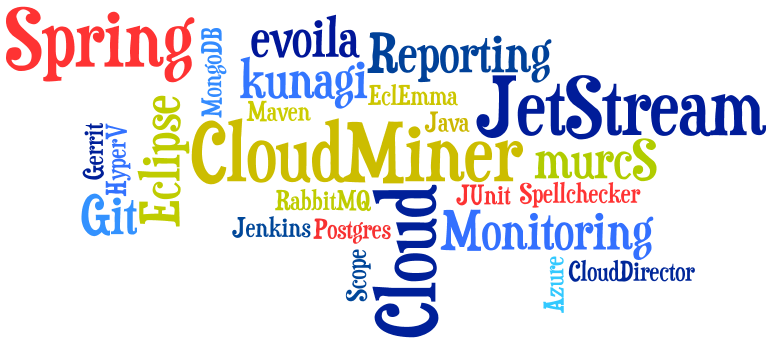 Spring
MongoDB
evoila
Reporting
kunagi
EclEmma
Maven
Java
JetStream
Gerrit
HyperV
Eclipse
CloudMiner
murcS
Git
RabbitMQ
JUnit
Spellchecker
Jenkins
Postgres
Cloud
Monitoring
Scope
Azure
CloudDirector